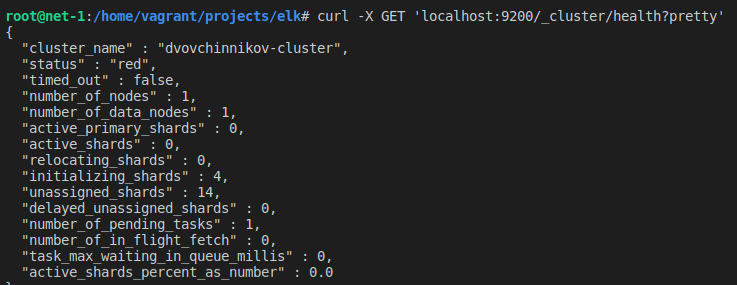 root@net-1:/home/vagrant/projects/elk# curl -X GET 'localhost:9200/_cluster/health?pretty'
{
  "cluster_name" : "dvovchinnikov-cluster",
  "status" : "red",
  "timed_out" : false,
  "number_of_nodes" : 1,
  "number_of_data_nodes" : 1,
  "active_primary_shards" : 0,
  "active_shards" : 0,
  "relocating_shards" : 0,
  "initializing_shards" : 4,
  "unassigned_shards" : 14,
  "delayed_unassigned_shards" : 0,
  "number_of_pending_tasks" : 1,
  "number_of_in_flight_fetch" : 0,
  "task_max_waiting_in_queue_millis" : 0,
  "active_shards_percent_as_number" : 0.0
}